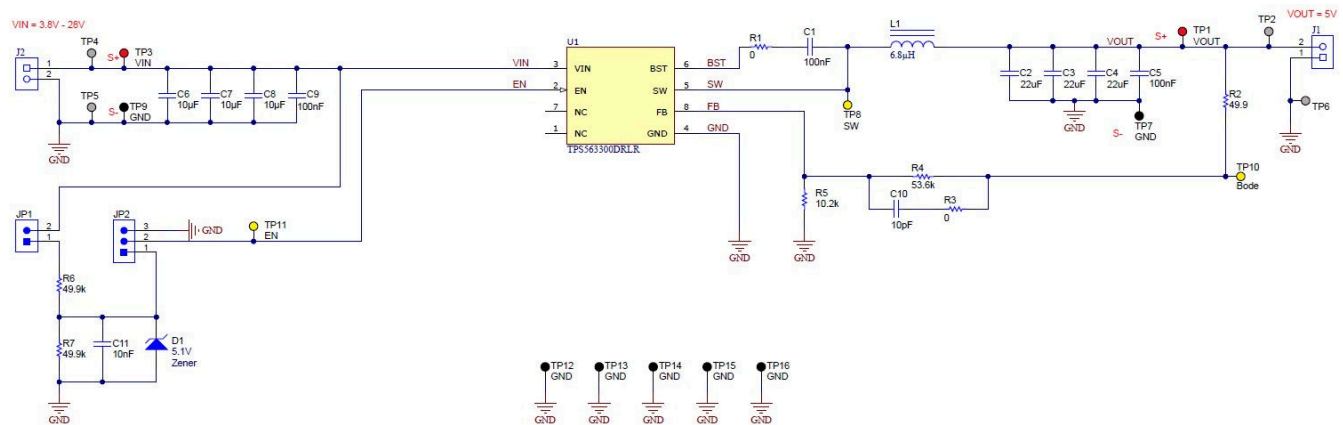 VIN = 3.8V - 28V
VOUT = 5V
J2
1
2
TP4
S+
TP3
VIN
TP5
S-
TP9
GND
GND
C6
10µF
C7
10µF
C8
10µF
C9
100nF
U1
VIN
3
VIN
EN
2
EN
7
NC
1
NC
BST
6
BST
SW
5
SW
FB
8
FB
GND
4
GND
TPS563300DRLR
R1
0
C1
100nF
TP8
SW
L1
6.8µH
C2
22uF
C3
22uF
C4
22uF
C5
100nF
VOUT
S+
TP1
VOUT
TP2
J1
2
1
GND
S-
TP7
GND
R2
49.9
TP6
GND
TP10
Bode
R4
53.6k
C10
10pF
R3
0
R5
10.2k
GND
GND
JP1
2
1
JP2
3
2
1
GND
TP11
EN
R6
49.9k
R7
49.9k
C11
10nF
D1
5.1V
Zener
GND
TP12
GND
TP13
GND
TP14
GND
TP15
GND
TP16
GND
GND
GND
GND
GND
GND